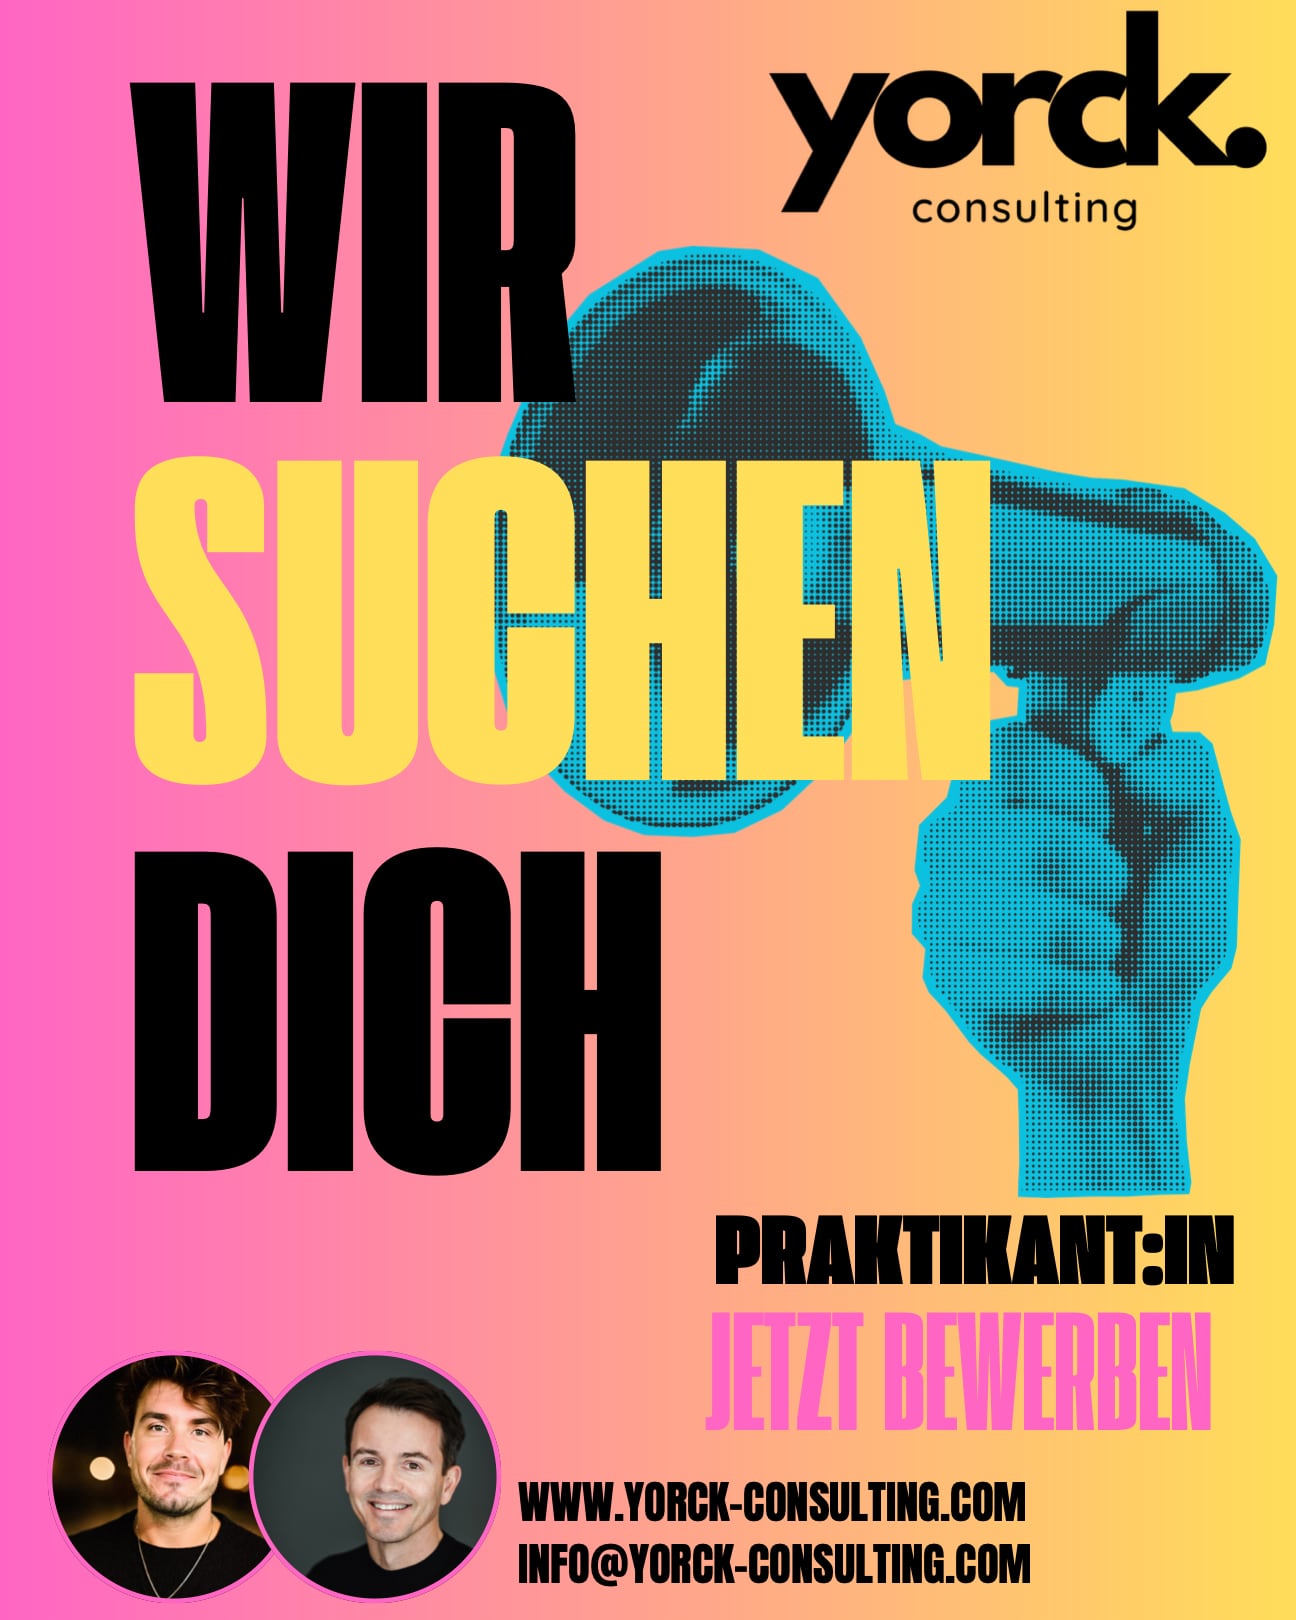 yorck.
consulting
WIR
SUCHEN
DICH
PRAKTIKANT:IN
JETZT BEWERBEN
WWW.YORCK-CONSULTING.COM
INFO@YORCK-CONSULTING.COM